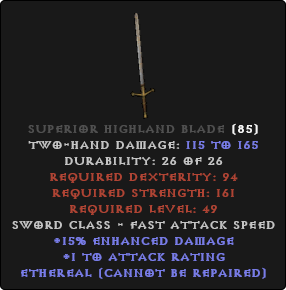 SUPERIOR HIGHLAND BLADE (85)
TWO-HAND DAMAGE: 115 TO 165
DURABILITY: 26 OF 26
REQUIRED DEXTERITY: 94
REQUIRED STRENGTH: 161
REQUIRED LEVEL: 49
SWORD CLASS - FAST ATTACK SPEED
+15% ENHANCED DAMAGE
+1 TO ATTACK RATING
ETHEREAL (CANNOT BE REPAIRED)